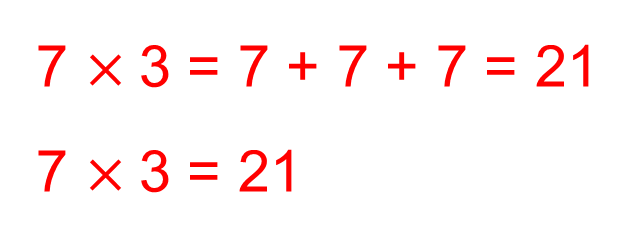 7 × 3 = 7 + 7 + 7 = 21
7 × 3 = 21